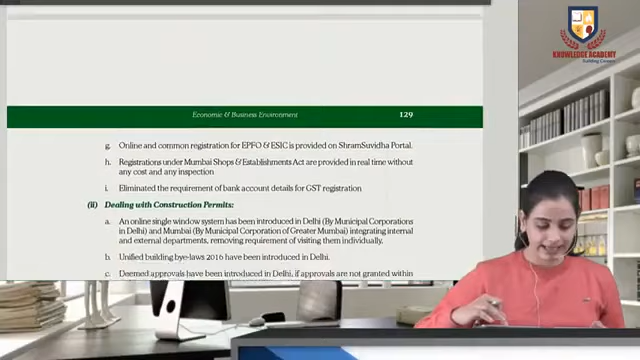 KNOWLEDGE ACADEMY
Building Careers
Economic & Business Environment 129
g. Online and common registration for EPFO & ESIC is provided on ShramSuvidha Portal.
h. Registrations under Mumbai Shops & Establishments Act are provided in real time without
any cost and any inspection
i. Eliminated the requirement of bank account details for GST registration
(ii) Dealing with Construction Permits:
a. An online single window system has been introduced in Delhi (By Municipal Corporations
in Delhi) and Mumbai (By Municipal Corporation of Greater Mumbai) integrating internal
and external departments, removing requirement of visiting them individually,
b. Unified building bye-laws 2016 have been introduced in Delhi.
c. Deemed approvals have been introduced in Delhi, if approvals are not granted within